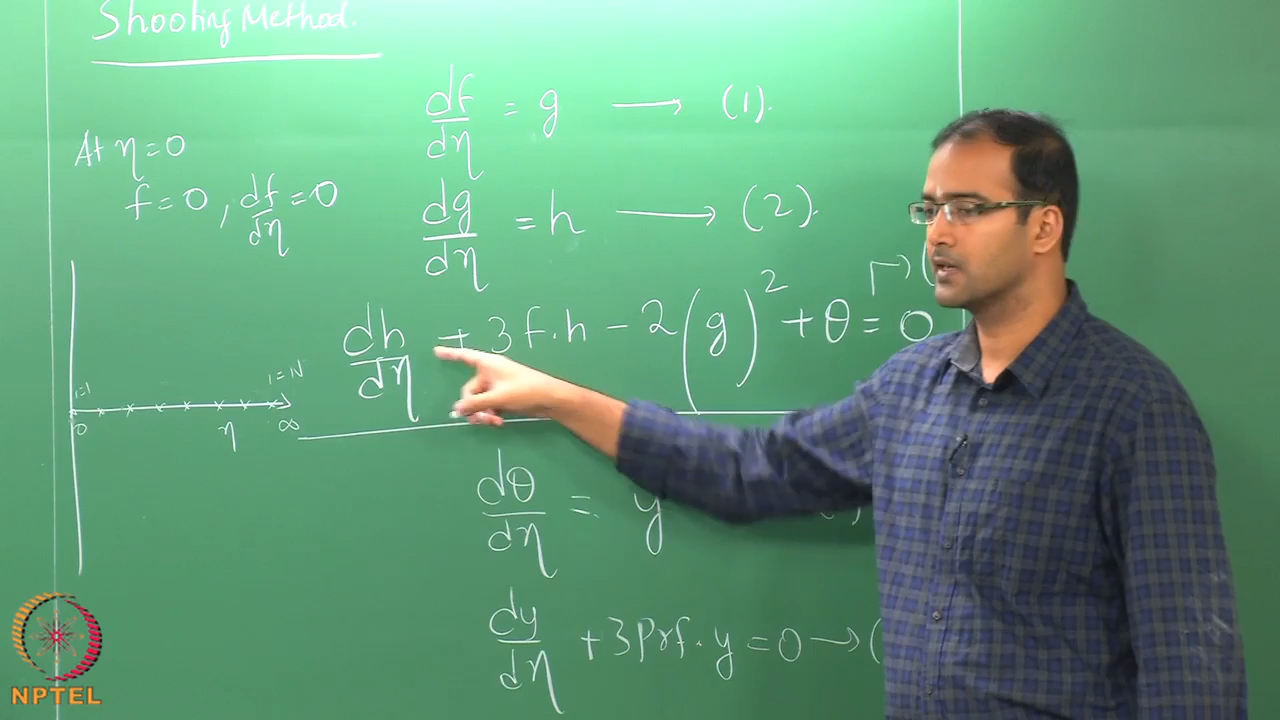 Shooting Method.
df/dη = g → (1).
At η=0
f=0, df/dη=0
dg/dη = h → (2).
dh/dη + 3f·h − 2(g)² + θ = 0 → (
i=1
i=N
0 η ∞
dθ/dη = y
dy/dη + 3Prf·y = 0 → (
NPTEL